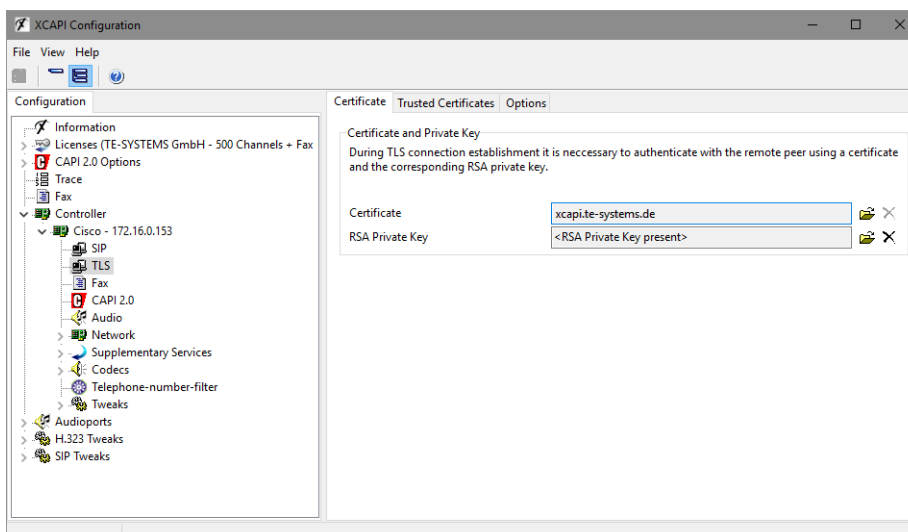 XCAPI Configuration
File View Help
Configuration
Information
Licenses (TE-SYSTEMS GmbH - 500 Channels + Fax
CAPI 2.0 Options
Trace
Fax
Controller
Cisco - 172.16.0.153
SIP
TLS
Fax
CAPI 2.0
Audio
Network
Supplementary Services
Codecs
Telephone-number-filter
Tweaks
Audioports
H.323 Tweaks
SIP Tweaks
Certificate Trusted Certificates Options
Certificate and Private Key
During TLS connection establishment it is neccessary to authenticate with the remote peer using a certificate
and the corresponding RSA private key.
Certificate xcapi.te-systems.de
RSA Private Key <RSA Private Key present>